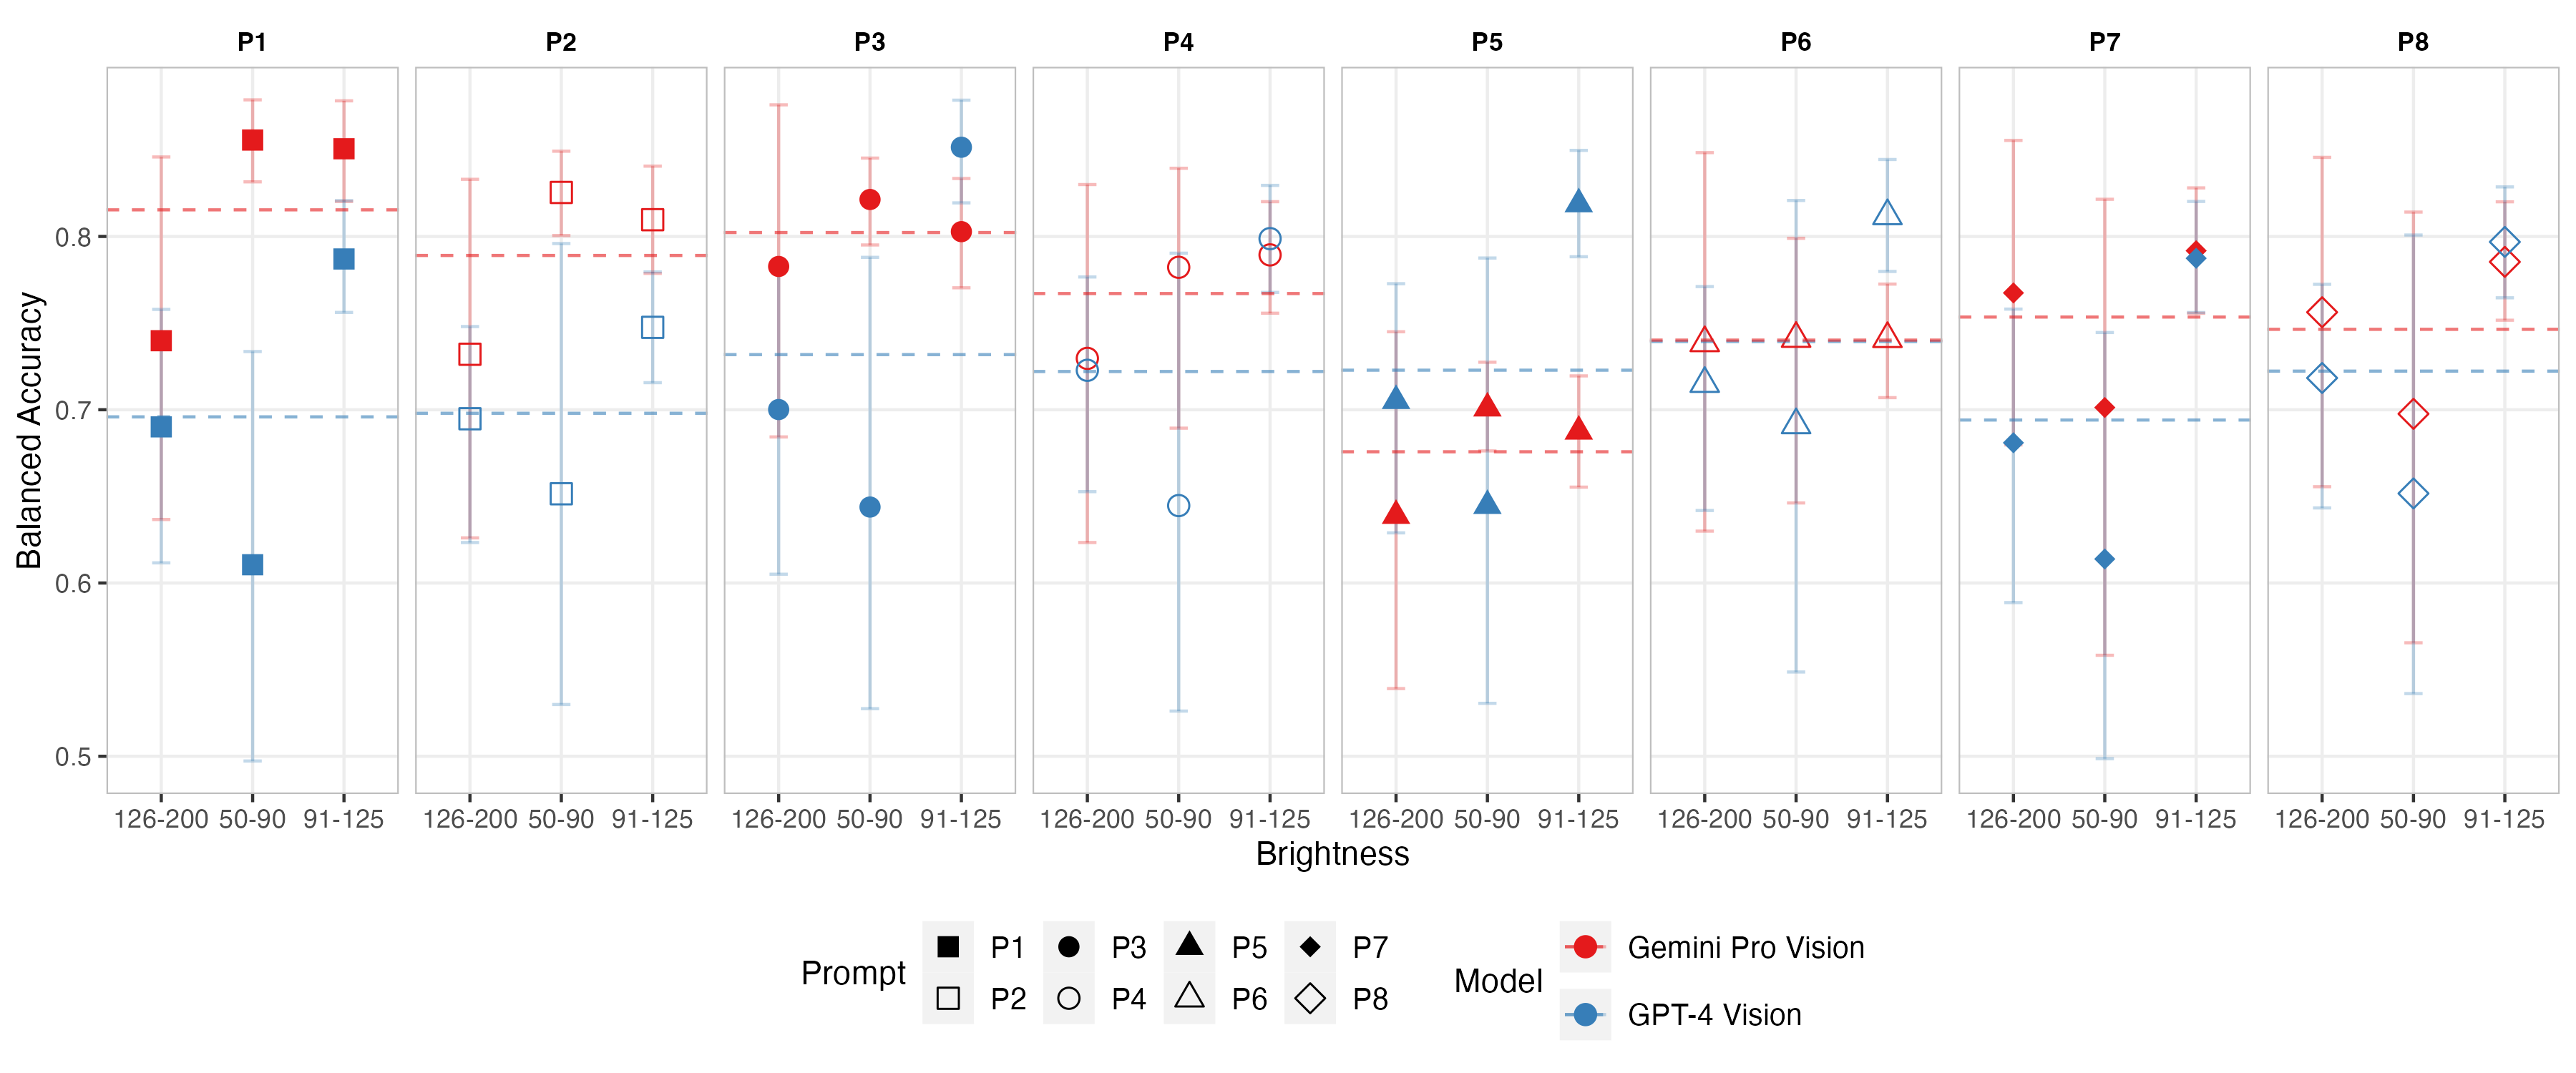 P1 P2 P3 P4 P5 P6 P7 P8
Balanced Accuracy
0.8
0.7
0.6
0.5
126-200 50-90 91-125 126-200 50-90 91-125 126-200 50-90 91-125 126-200 50-90 91-125 126-200 50-90 91-125 126-200 50-90 91-125 126-200 50-90 91-125 126-200 50-90 91-125
Brightness
Prompt
P1 P3 P5 P7
P2 P4 P6 P8
Model
Gemini Pro Vision
GPT-4 Vision